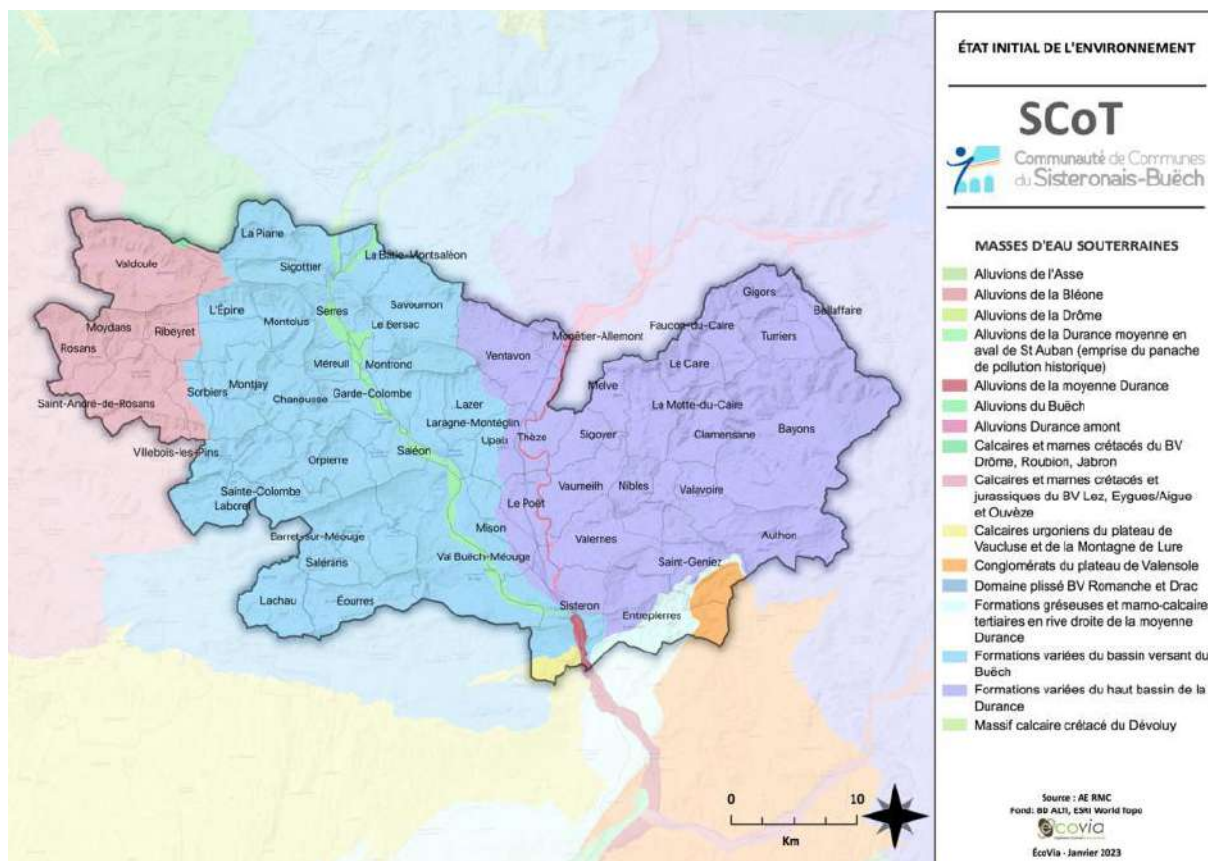 ÉTAT INITIAL DE L'ENVIRONNEMENT
SCoT
Communauté de Communes
du Sisteronais-Buëch
MASSES D'EAU SOUTERRAINES
Alluvions de l'Asse
Alluvions de la Bléone
Alluvions de la Drôme
Alluvions de la Durance moyenne en
aval de St Auban (emprise du panache
de pollution historique)
Alluvions de la moyenne Durance
Alluvions du Buëch
Alluvions Durance amont
Calcaires et marnes crétacés du BV
Drôme, Roubion, Jabron
Calcaires et marnes crétacés et
jurassiques du BV Lez, Eygues/Aigue
et Ouvèze
Calcaires urgoniens du plateau de
Vaucluse et de la Montagne de Lure
Conglomérats du plateau de Valensole
Domaine plissé BV Romanche et Drac
Formations gréseuses et marno-calcaire
tertiaires en rive droite de la moyenne
Durance
Formations variées du bassin versant du
Buëch
Formations variées du haut bassin de la
Durance
Massif calcaire crétacé du Dévoluy
Source : AE RMC
Fond: BD ALTI, ESRI World Topo
écovia
ÉcoVia - Janvier 2023
La Piarre
Valdoule
Sigottier
La Bâtie-Montsaléon
L'Épine
Savournon
Serres
Moydans
Ribeyret
Montclus
Le Bersac
Rosans
Méreuil
Montrond
Saint-André-de-Rosans
Sorbiers
Montjay
Chanousse
Garde-Colombe
Lazer
Laragne-Montéglin
Upaix
Villebois-les-Pins
Orpierre
Saléon
Sainte-Colombe
Laborel
Barret-sur-Méouge
Salérans
Lachau
Éourres
Val Buëch-Méouge
Mison
Le Poët
Ventavon
Monêtier-Allemont
Thèze
Gigors
Bellaffaire
Faucon-du-Caire
Turriers
Le Caire
Melve
La Motte-du-Caire
Sigoyer
Clamensane
Bayons
Vaumeilh
Nibles
Valavoire
Valernes
Authon
Saint-Geniez
Sisteron
Entrepierres
0 10
Km